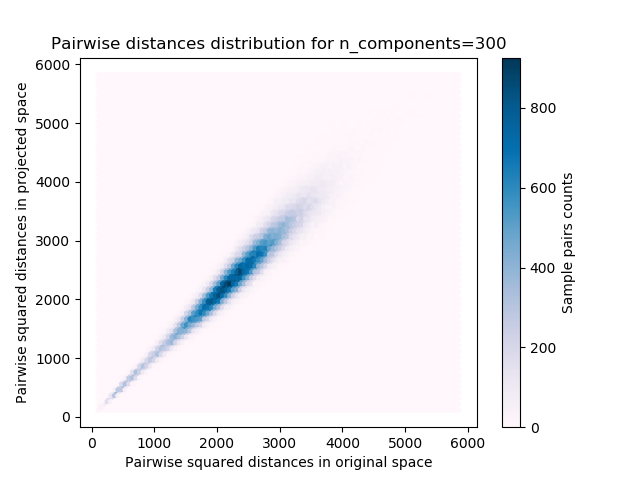 Pairwise distances distribution for n_components=300
Pairwise squared distances in projected space
6000
5000
4000
3000
2000
1000
0
0 1000 2000 3000 4000 5000 6000
Pairwise squared distances in original space
800
600
400
200
0
Sample pairs counts